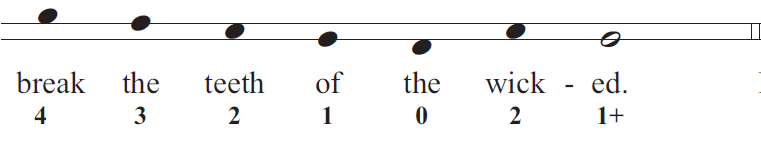 break the teeth of the wick - ed.
4 3 2 1 0 2 1+